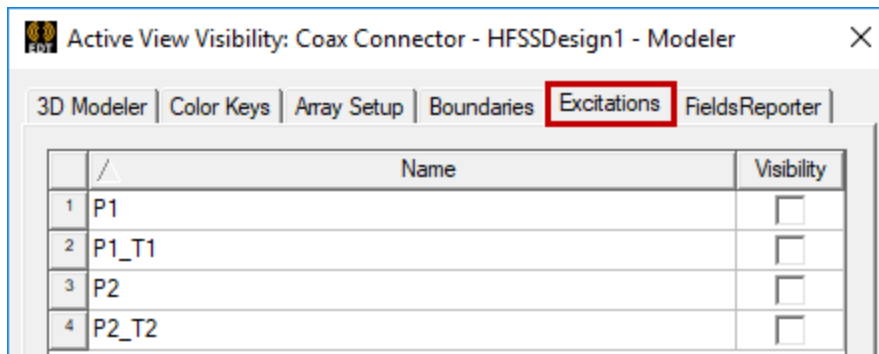 EDT Active View Visibility: Coax Connector - HFSSDesign1 - Modeler
3D Modeler Color Keys Array Setup Boundaries Excitations FieldsReporter
Name Visibility
1 P1
2 P1_T1
3 P2
4 P2_T2